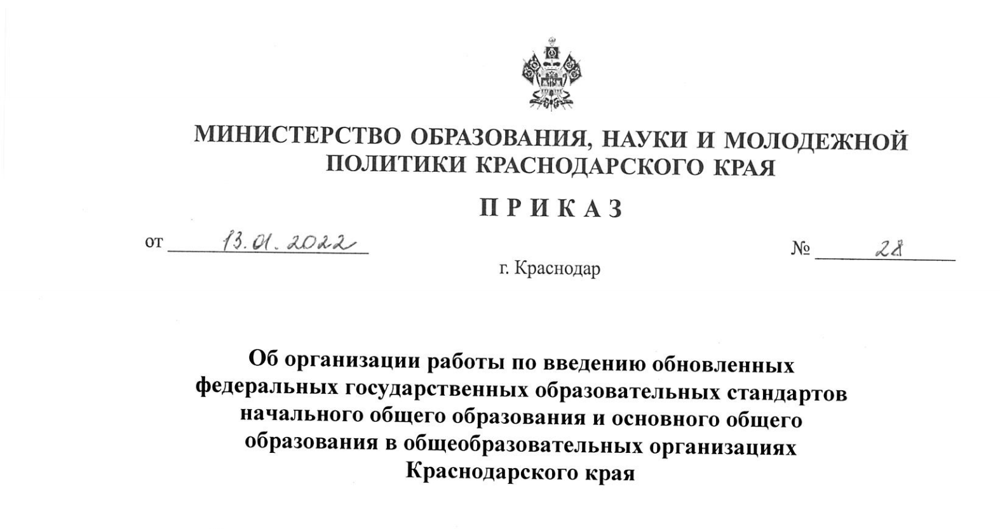 МИНИСТЕРСТВО ОБРАЗОВАНИЯ, НАУКИ И МОЛОДЕЖНОЙ
ПОЛИТИКИ КРАСНОДАРСКОГО КРАЯ
П Р И К А З
от 13.01.2022 № 28
г. Краснодар
Об организации работы по введению обновленных
федеральных государственных образовательных стандартов
начального общего образования и основного общего
образования в общеобразовательных организациях
Краснодарского края